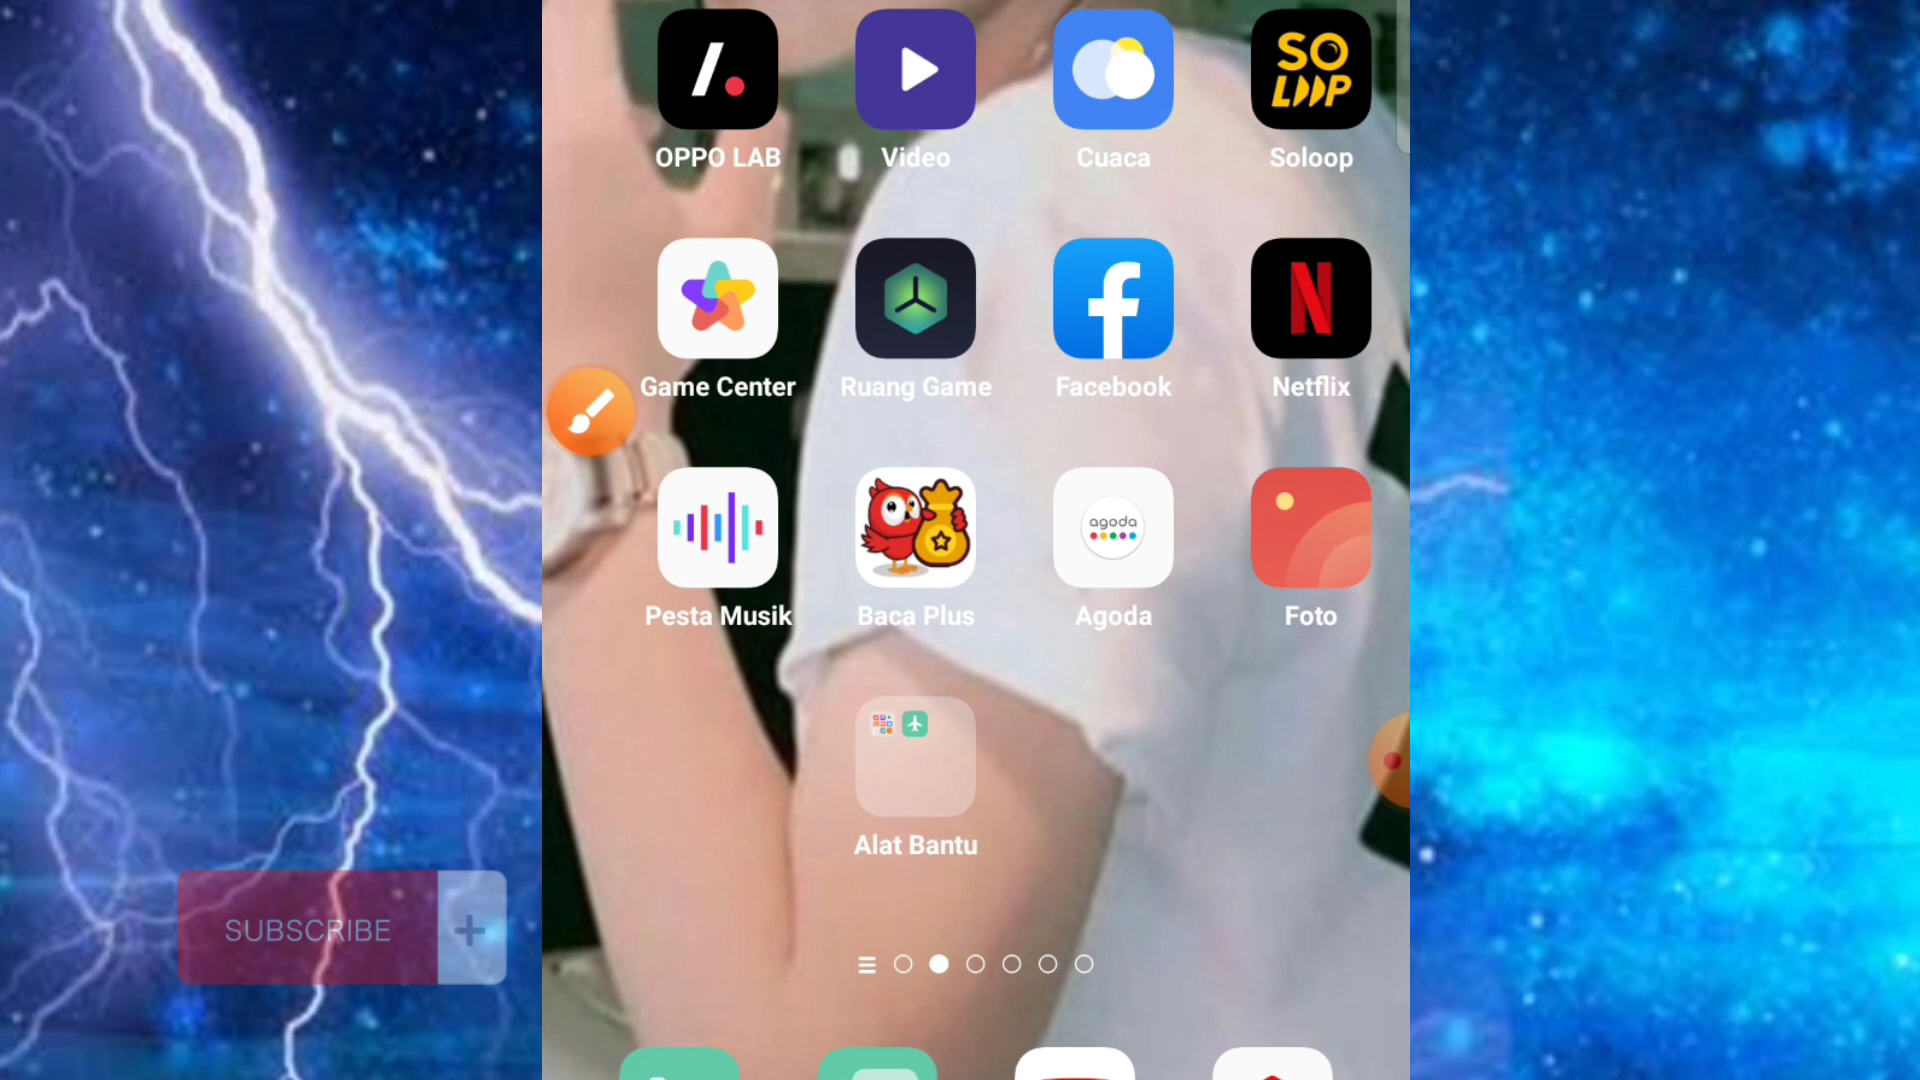 SO
LOOP
OPPO LAB
Video
Cuaca
Soloop
N
Game Center
Ruang Game
Facebook
Netflix
agoda
Pesta Musik
Baca Plus
Agoda
Foto
Alat Bantu
SUBSCRIBE +